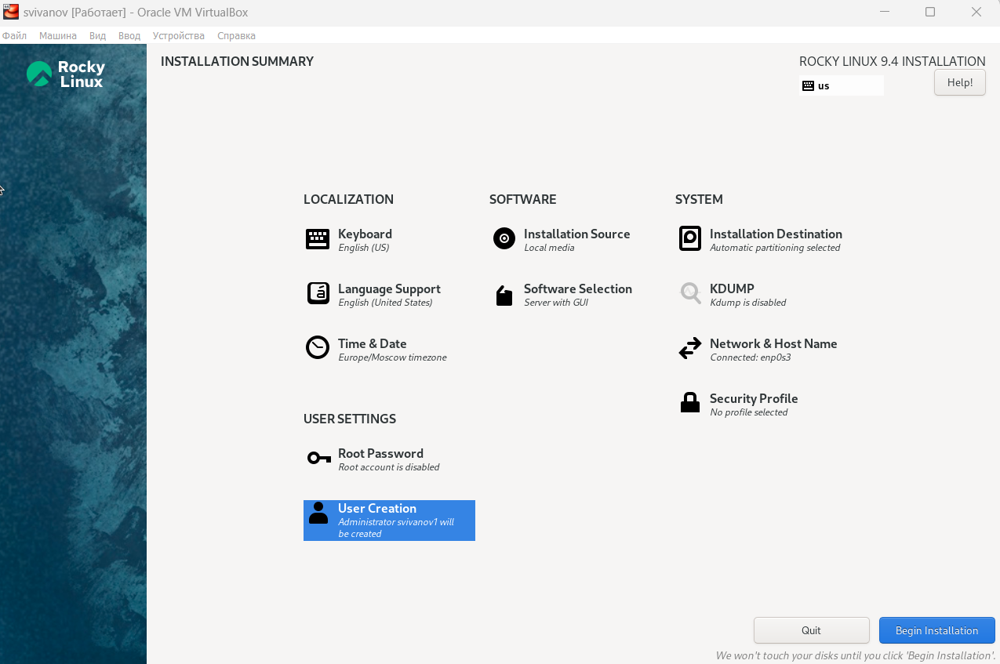 svivanov [Работает] - Oracle VM VirtualBox
Файл Машина Вид Ввод Устройства Справка
Rocky
Linux
INSTALLATION SUMMARY
ROCKY LINUX 9.4 INSTALLATION
us
Help!
LOCALIZATION
Keyboard
English (US)
Language Support
English (United States)
Time & Date
Europe/Moscow timezone
SOFTWARE
Installation Source
Local media
Software Selection
Server with GUI
SYSTEM
Installation Destination
Automatic partitioning selected
KDUMP
Kdump is disabled
Network & Host Name
Connected: enp0s3
Security Profile
No profile selected
USER SETTINGS
Root Password
Root account is disabled
User Creation
Administrator svivanov1 will
be created
Quit
Begin Installation
We won't touch your disks until you click 'Begin Installation'.